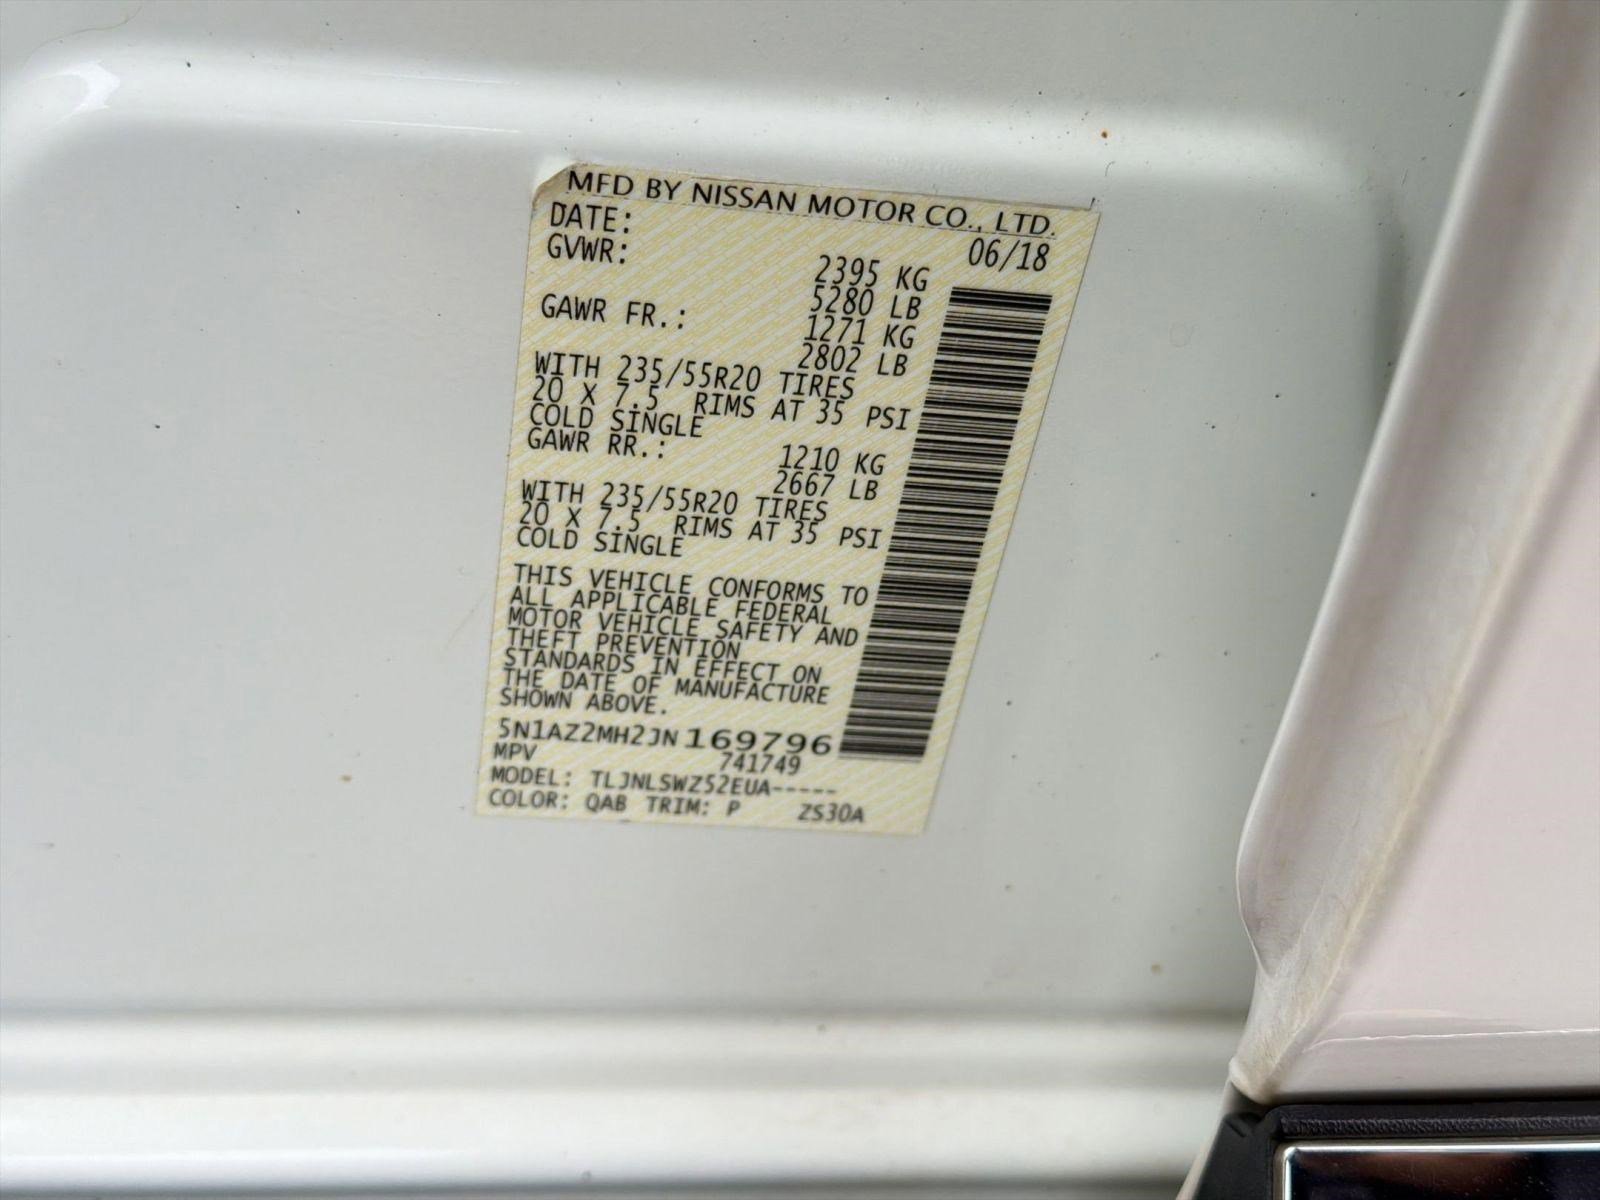 MFD BY NISSAN MOTOR CO., LTD.
DATE: 06/18
GVWR: 2395 KG
5280 LB
GAWR FR.: 1271 KG
2802 LB
WITH 235/55R20 TIRES
20 X 7.5 RIMS AT 35 PSI
COLD SINGLE
GAWR RR.: 1210 KG
2667 LB
WITH 235/55R20 TIRES
20 X 7.5 RIMS AT 35 PSI
COLD SINGLE
THIS VEHICLE CONFORMS TO
ALL APPLICABLE FEDERAL
MOTOR VEHICLE SAFETY AND
THEFT PREVENTION
STANDARDS IN EFFECT ON
THE DATE OF MANUFACTURE
SHOWN ABOVE.
5N1AZ2MH2JN169796
MPV 741749
MODEL: TLJNLSWZ52EUA-----
COLOR: QAB TRIM: P ZS30A